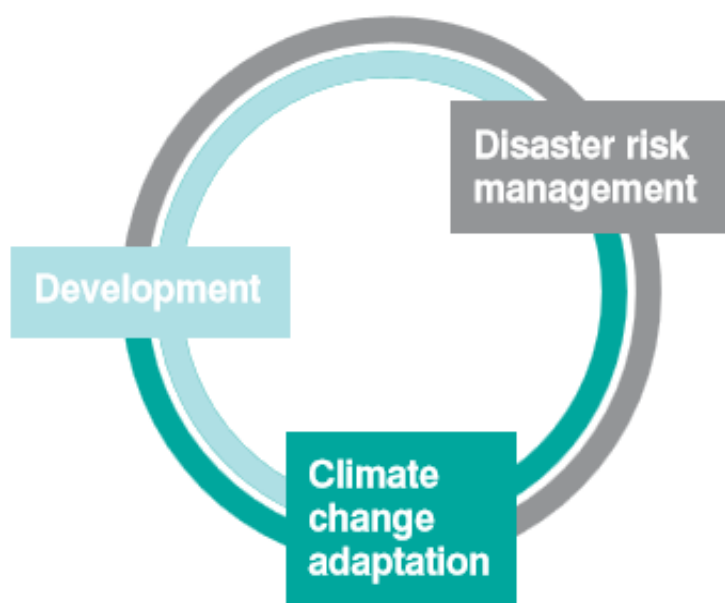 Disaster risk
management
Development
Climate
change
adaptation